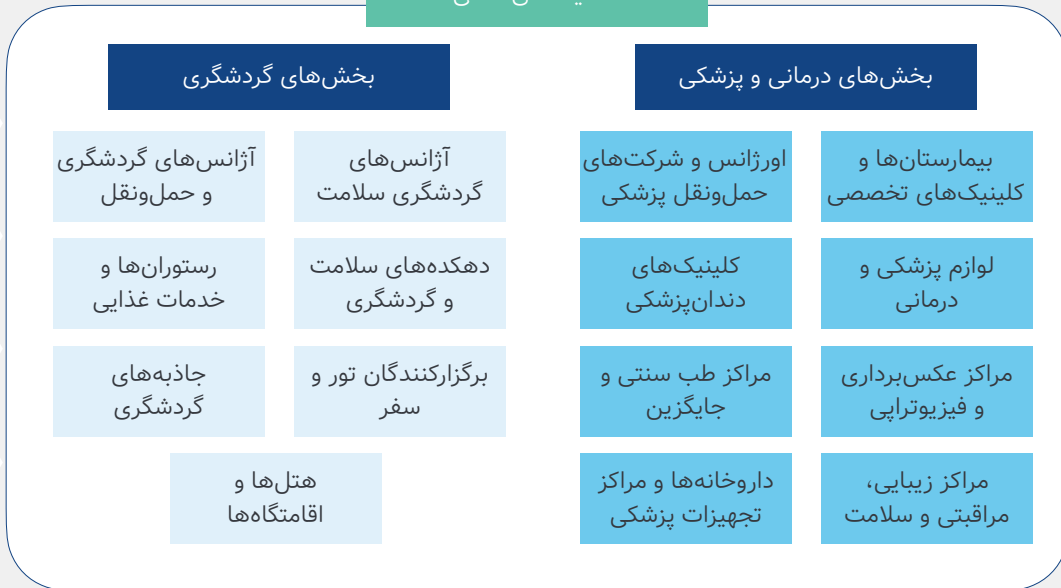 بخش‌های درمانی و پزشکی
بیمارستان‌ها و
کلینیک‌های تخصصی
اورژانس و شرکت‌های
حمل‌ونقل پزشکی
لوازم پزشکی و
درمانی
کلینیک‌های
دندان‌پزشکی
مراکز عکس‌برداری
و فیزیوتراپی
مراکز طب سنتی و
جایگزین
مراکز زیبایی،
مراقبتی و سلامت
داروخانه‌ها و مراکز
تجهیزات پزشکی
بخش‌های گردشگری
آژانس‌های
گردشگری سلامت
آژانس‌های گردشگری
و حمل‌ونقل
دهکده‌های سلامت
و گردشگری
رستوران‌ها و
خدمات غذایی
برگزارکنندگان تور و
سفر
جاذبه‌های
گردشگری
هتل‌ها و
اقامتگاه‌ها